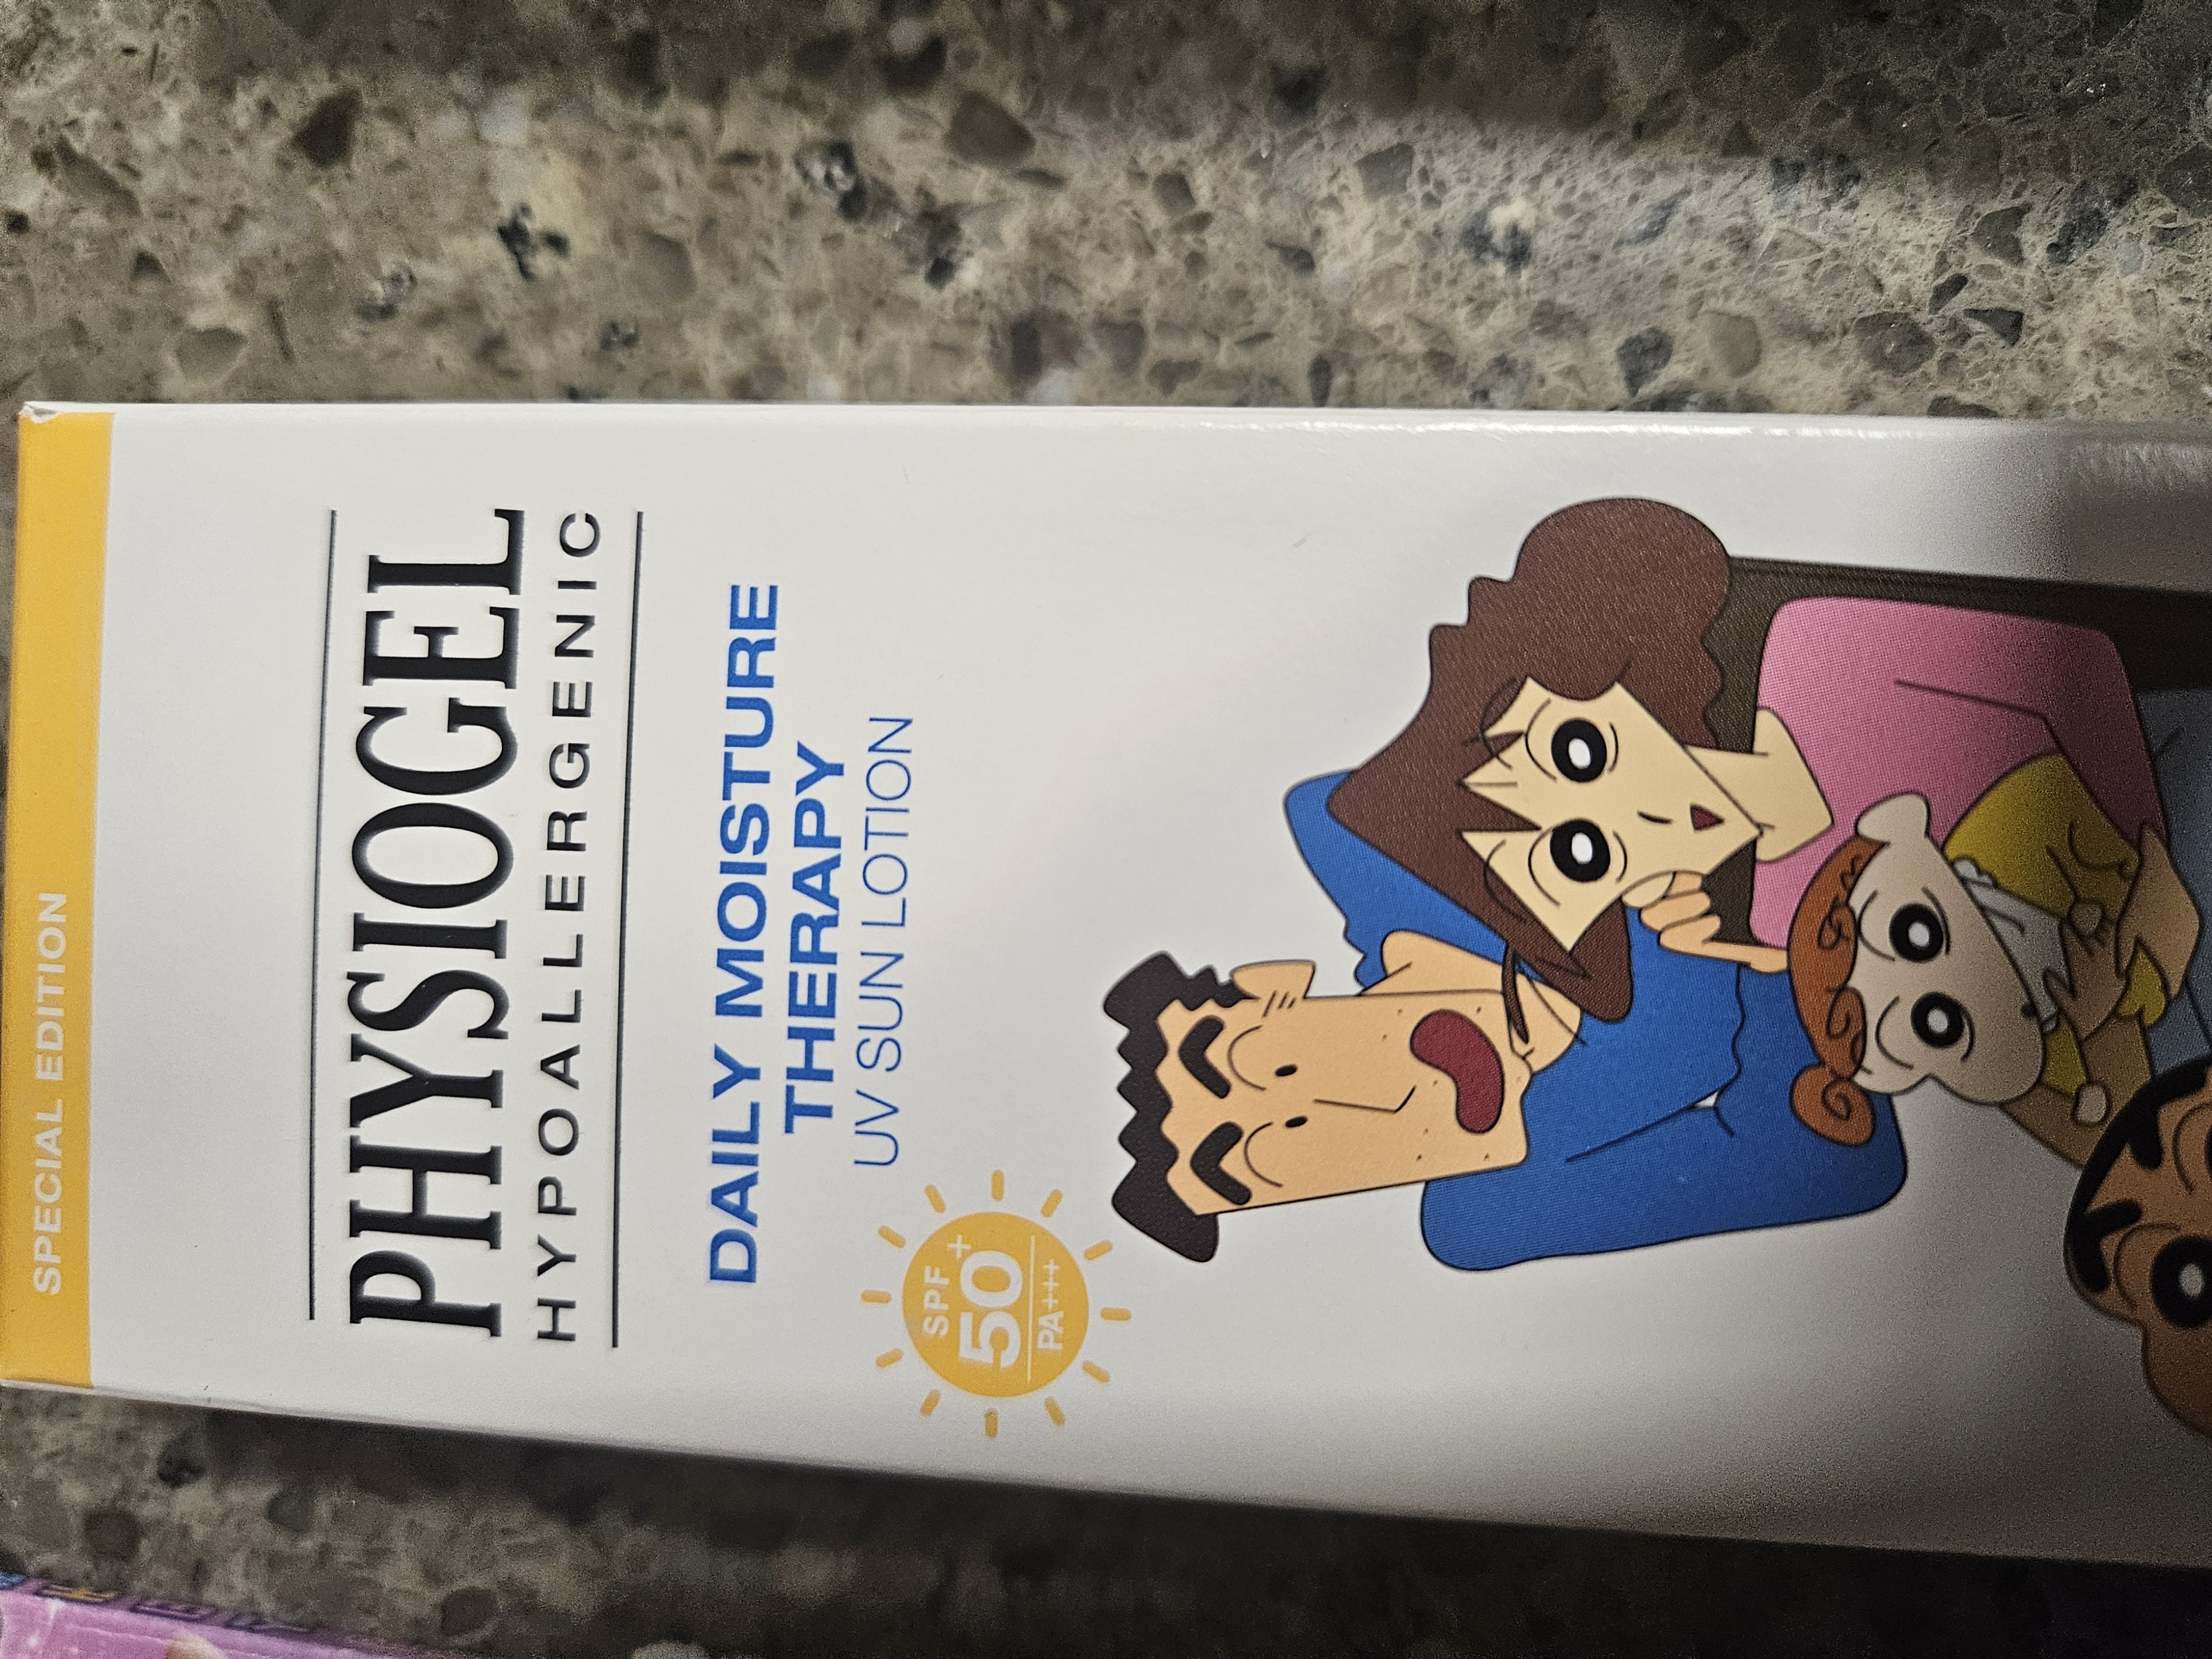 SPECIAL EDITION
PHYSIOGEL
HYPOALLERGENIC
DAILY MOISTURE
THERAPY
UV SUN LOTION
SPF
50+
PA+++